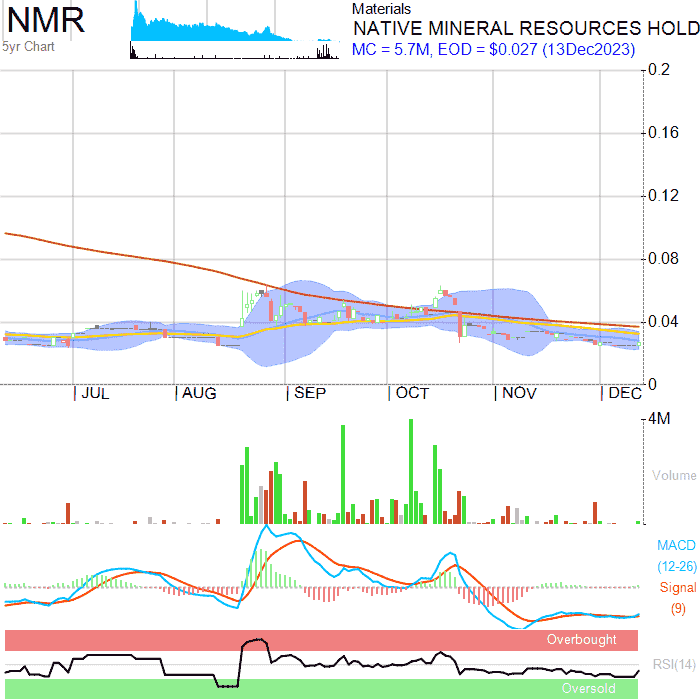 NMR
5yr Chart
Materials
NATIVE MINERAL RESOURCES HOLD
MC = 5.7M, EOD = $0.027 (13Dec2023)
0.2
0.16
0.12
0.08
0.04
0
JUL AUG SEP OCT NOV DEC
4M
Volume
MACD
(12-26)
Signal
(9)
Overbought
RSI(14)
Oversold